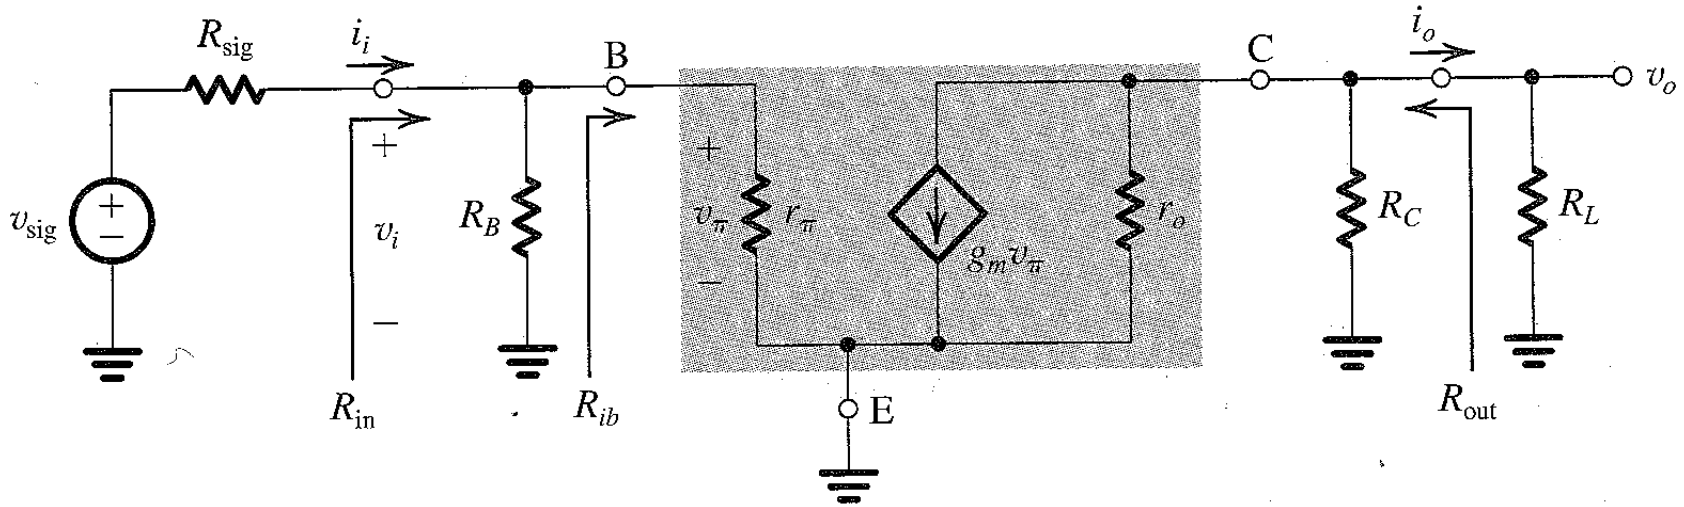 R_sig
i_i
B
C
i_o
v_o
+
−
v_sig
+
v_i
−
R_B
+
v_π
−
r_π
g_m v_π
r_o
R_C
R_L
R_in
R_ib
E
R_out